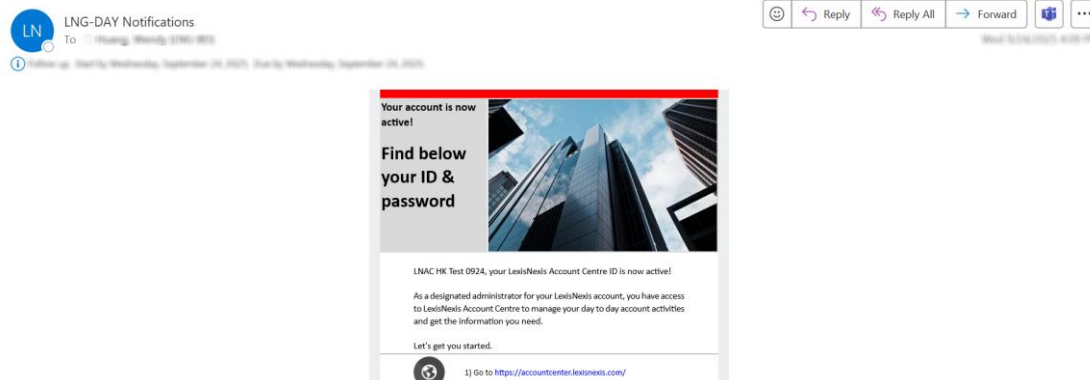 LN
LNG-DAY Notifications
Reply
Reply All
Forward
To
Your account is now
active!
Find below
your ID &
password
LNAC HK Test 0924, your LexisNexis Account Centre ID is now active!
As a designated administrator for your LexisNexis account, you have access
to LexisNexis Account Centre to manage your day to day account activities
and get the information you need.
Let's get you started.
1) Go to https://accountcenter.lexisnexis.com/